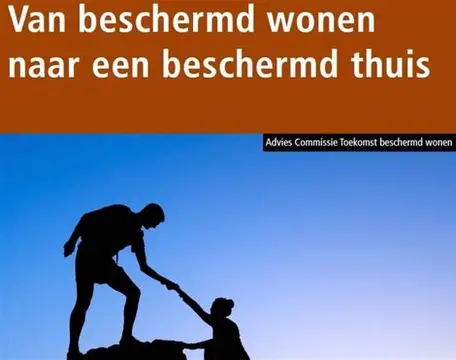 Van beschermd wonen
naar een beschermd thuis
Advies Commissie Toekomst beschermd wonen